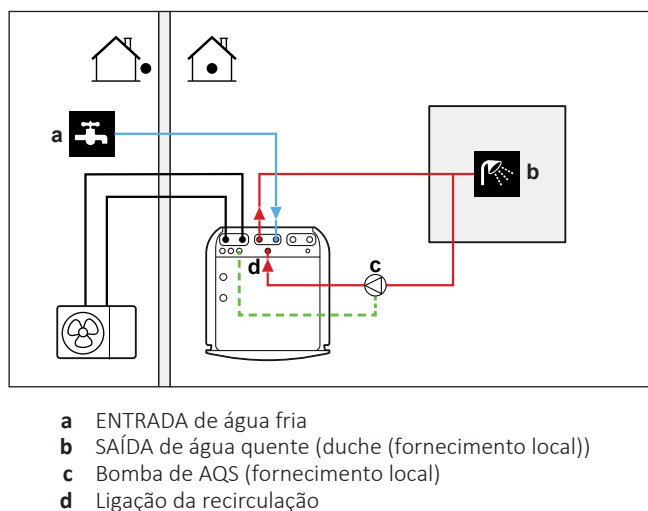 a
b
c
d
a ENTRADA de água fria
b SAÍDA de água quente (duche (fornecimento local))
c Bomba de AQS (fornecimento local)
d Ligação da recirculação